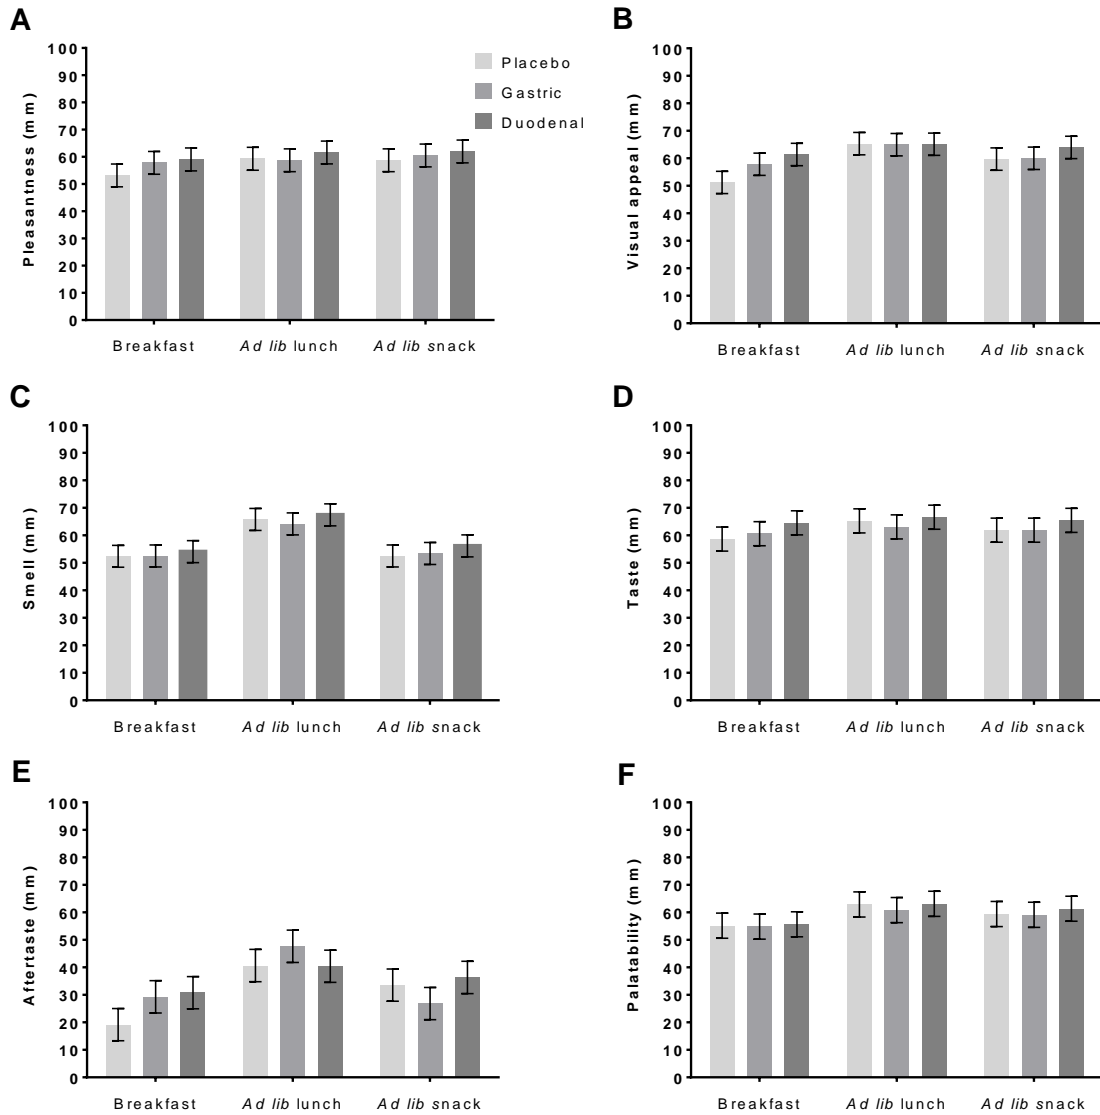 A
Pleasantness (mm)
100
90
80
70
60
50
40
30
20
10
0
Placebo
Gastric
Duodenal
Breakfast
Ad lib lunch
Ad lib snack
B
Visual appeal (mm)
100
90
80
70
60
50
40
30
20
10
0
Breakfast
Ad lib lunch
Ad lib snack
C
Smell (mm)
100
90
80
70
60
50
40
30
20
10
0
Breakfast
Ad lib lunch
Ad lib snack
D
Taste (mm)
100
90
80
70
60
50
40
30
20
10
0
Breakfast
Ad lib lunch
Ad lib snack
E
Aftertaste (mm)
100
90
80
70
60
50
40
30
20
10
0
Breakfast
Ad lib lunch
Ad lib snack
F
Palatability (mm)
100
90
80
70
60
50
40
30
20
10
0
Breakfast
Ad lib lunch
Ad lib snack